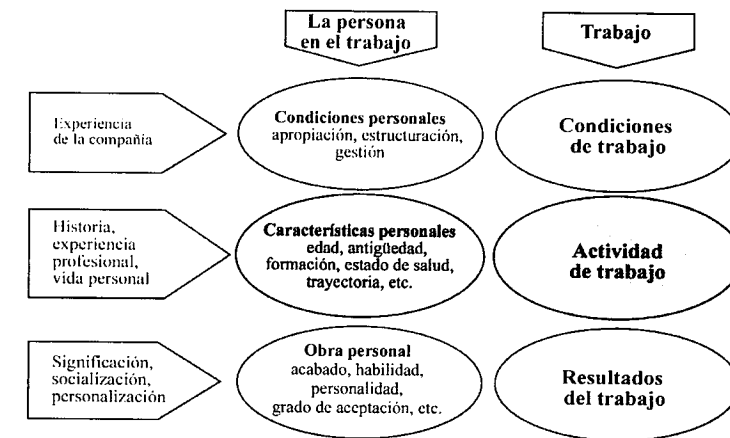 La persona
en el trabajo
Trabajo
Experiencia
de la compañía
Condiciones personales
apropiación, estructuración,
gestión
Condiciones
de trabajo
Historia,
experiencia
profesional,
vida personal
Características personales
edad, antigüedad,
formación, estado de salud,
trayectoria, etc.
Actividad
de trabajo
Significación,
socialización,
personalización
Obra personal
acabado, habilidad,
personalidad,
grado de aceptación, etc.
Resultados
del trabajo